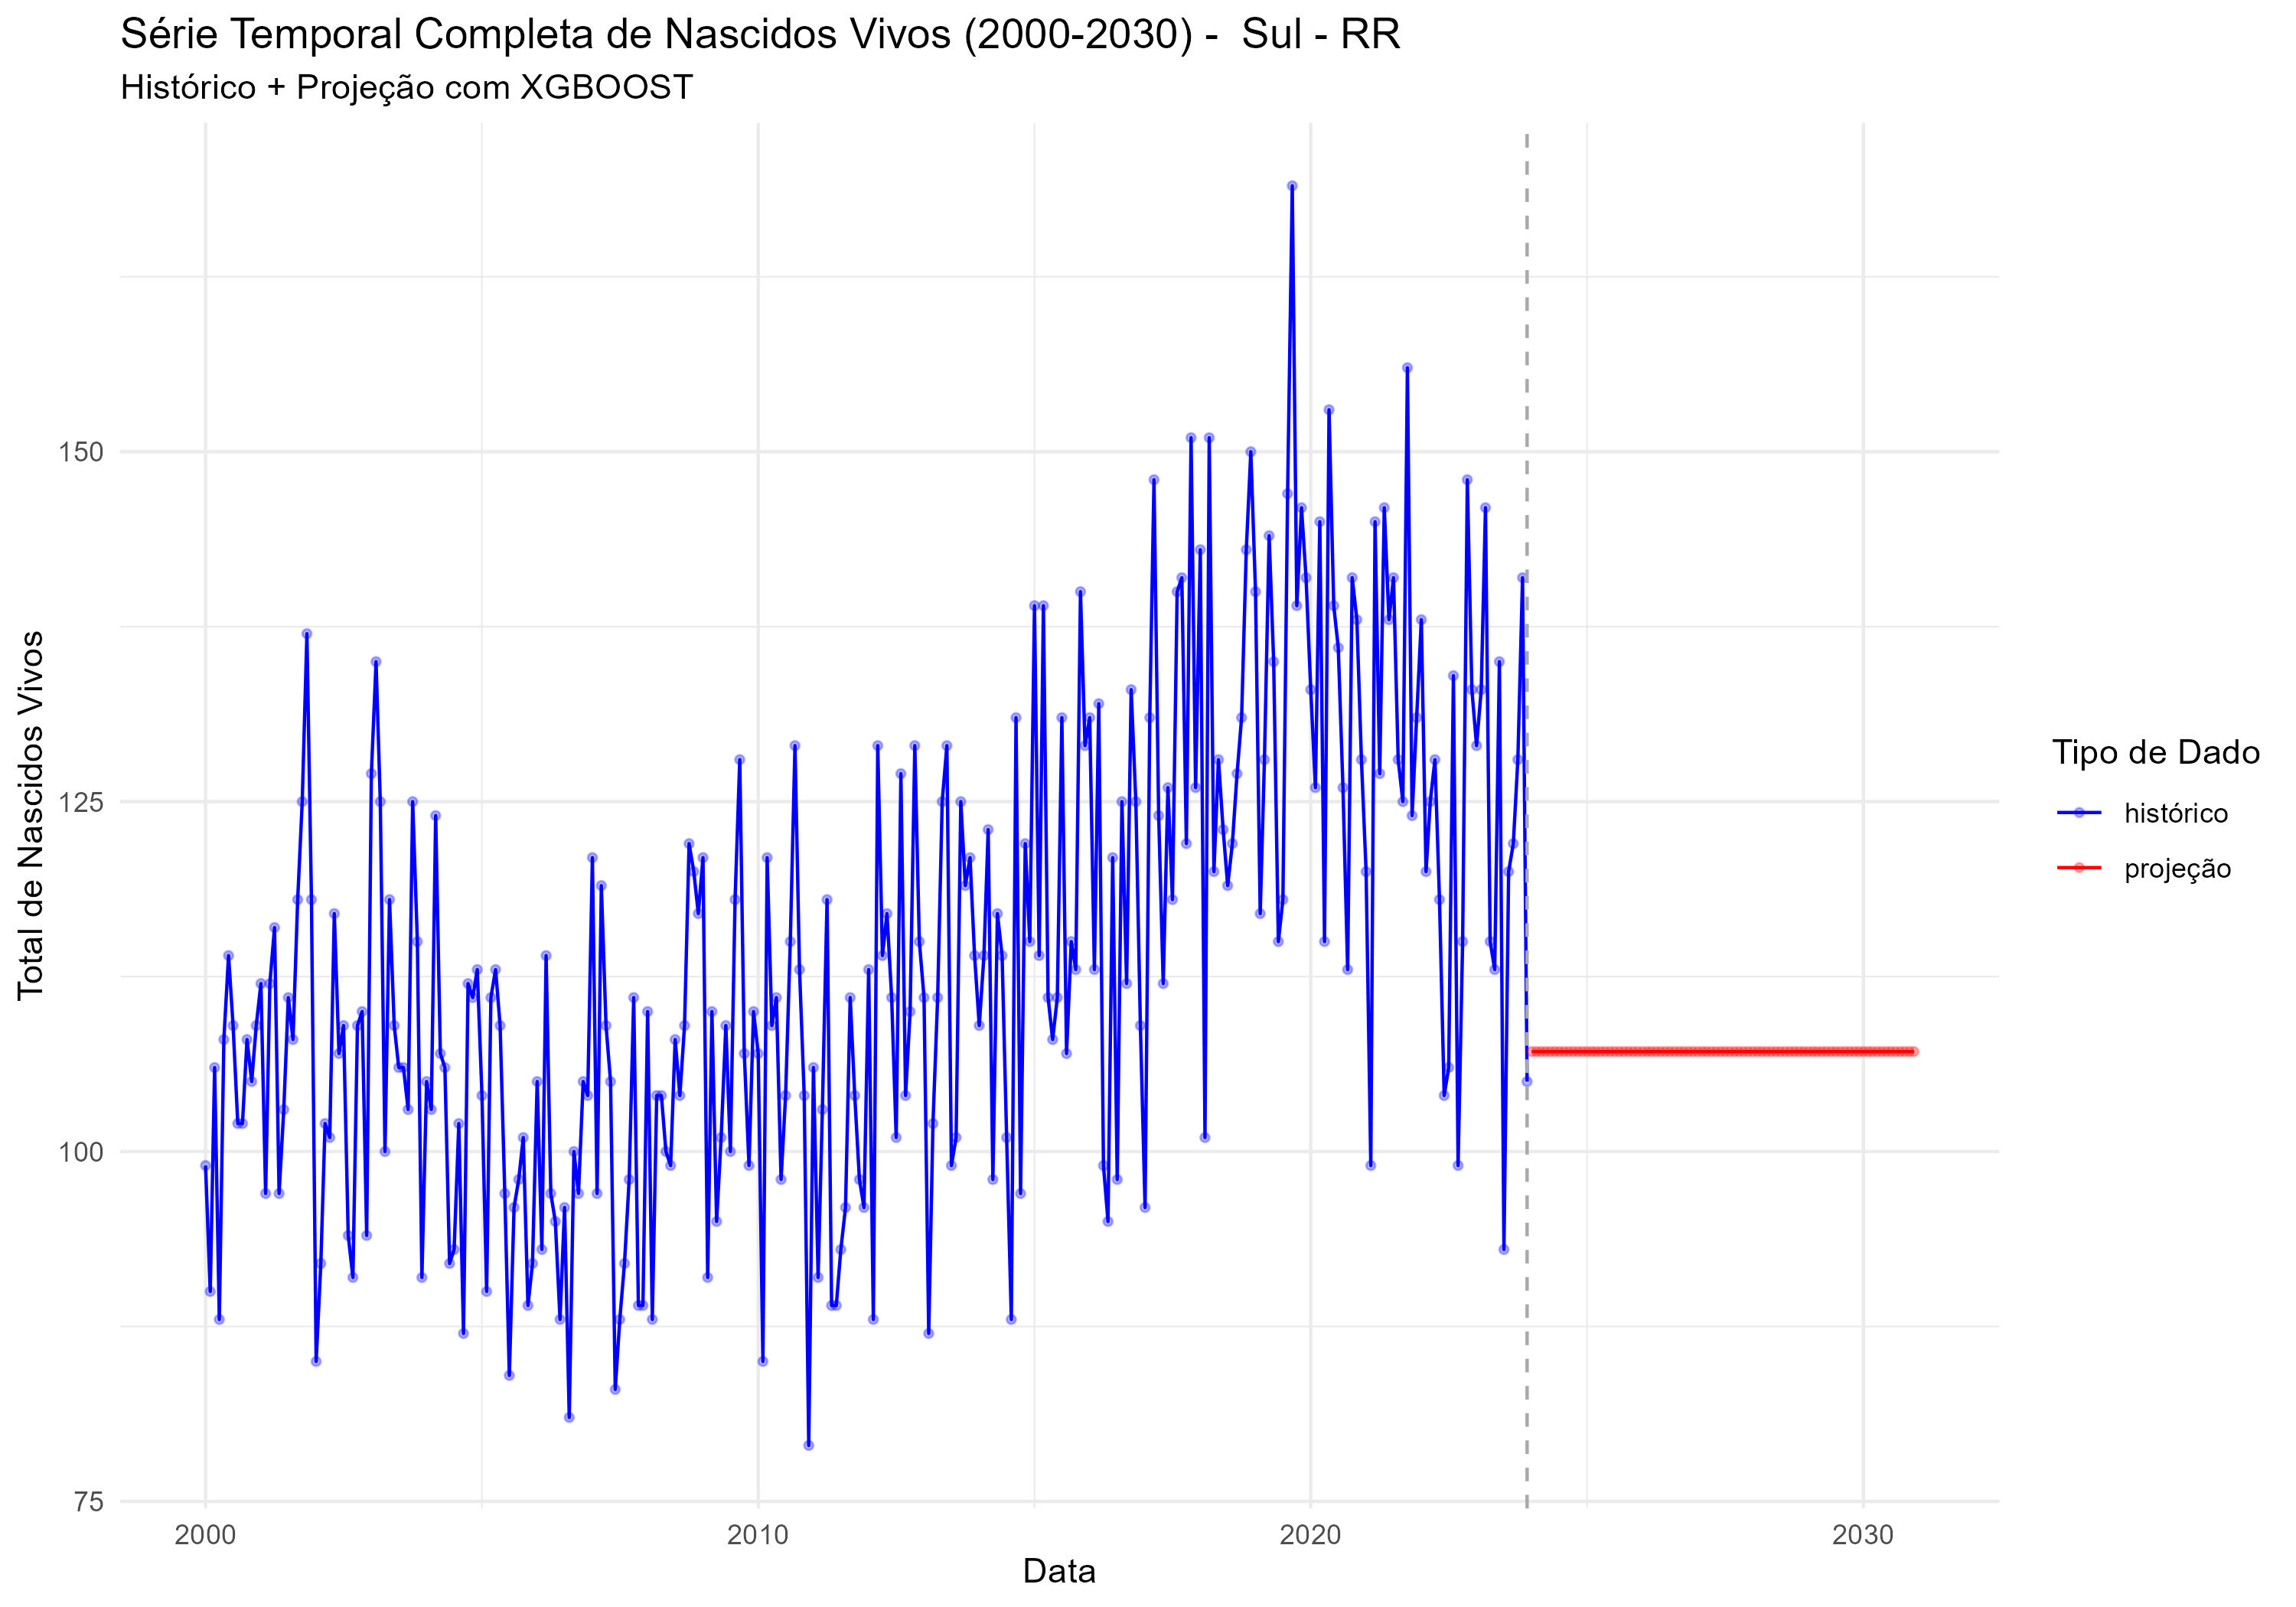 Série Temporal Completa de Nascidos Vivos (2000-2030) -  Sul - RR
Histórico + Projeção com XGBOOST
Total de Nascidos Vivos
150
125
100
75
2000
2010
2020
2030
Data
Tipo de Dado
histórico
projeção